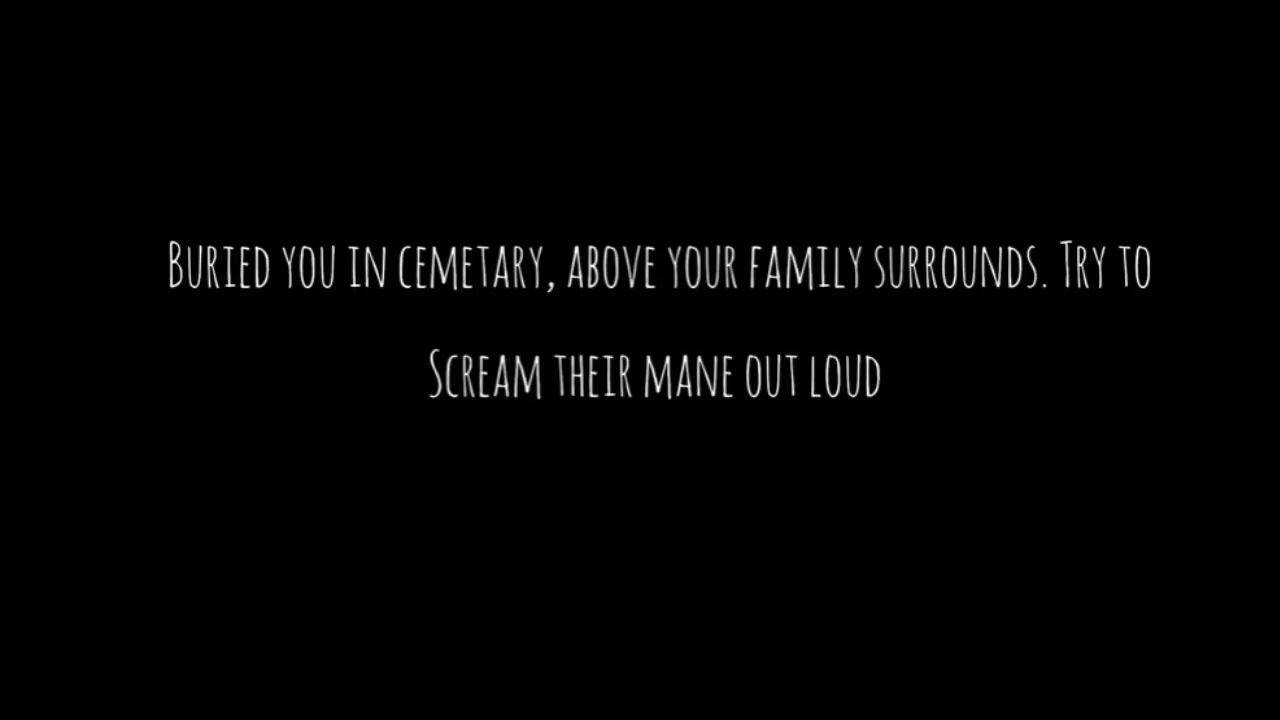 Buried you in cemetary, above your family surrounds. Try to
Scream their mane out loud